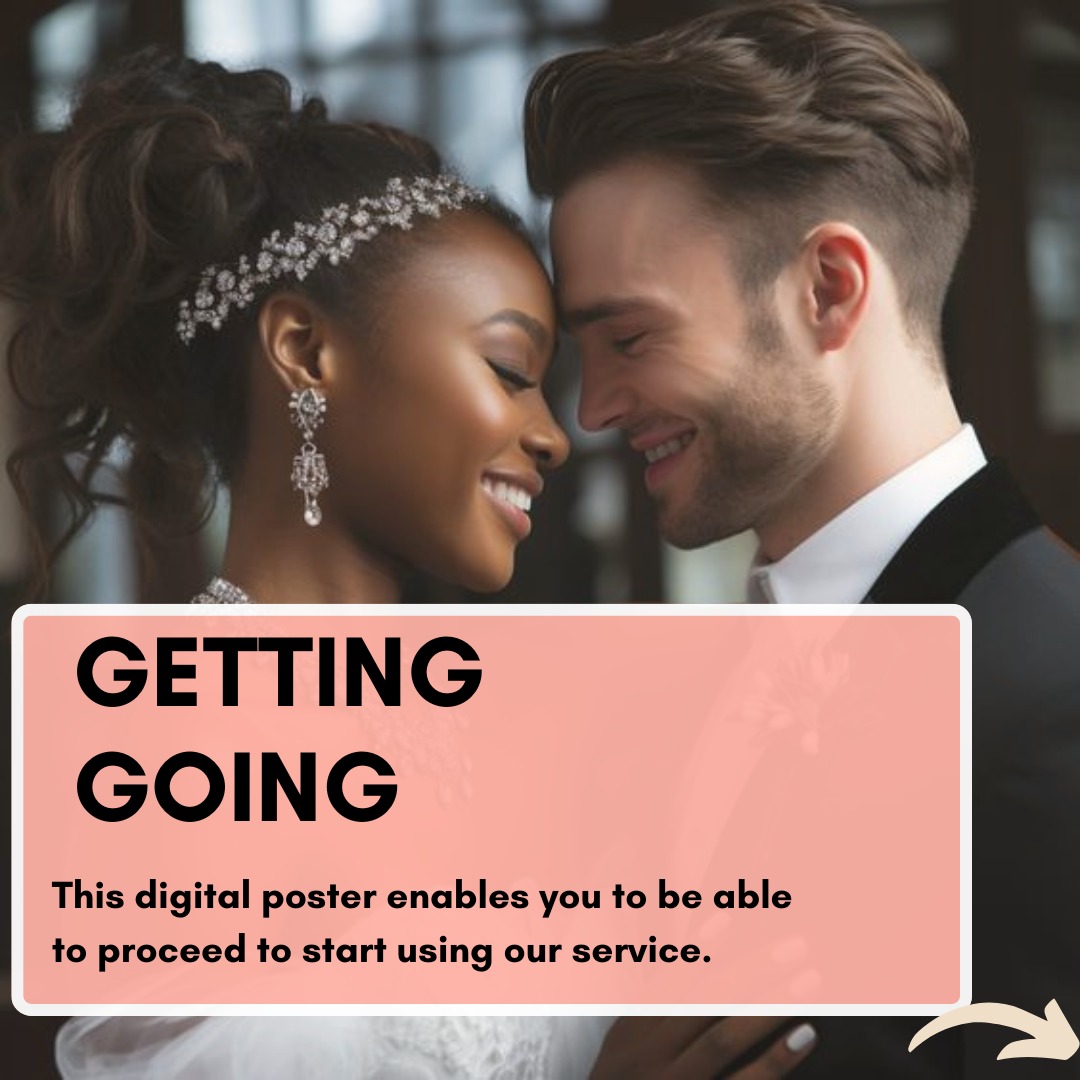 GETTING
GOING
This digital poster enables you to be able
to proceed to start using our service.